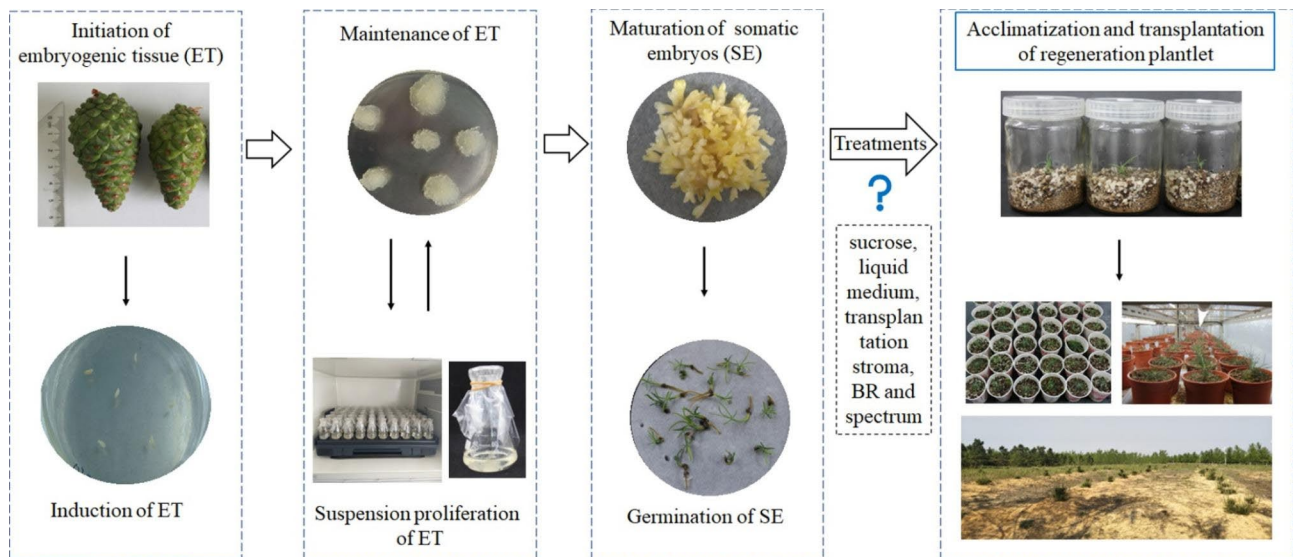 Initiation of
embryogenic tissue (ET)
Induction of ET
Maintenance of ET
Suspension proliferation
of ET
Maturation of somatic
embryos (SE)
Germination of SE
Treatments
?
sucrose,
liquid
medium,
transplan
tation
stroma,
BR and
spectrum
Acclimatization and transplantation
of regeneration plantlet